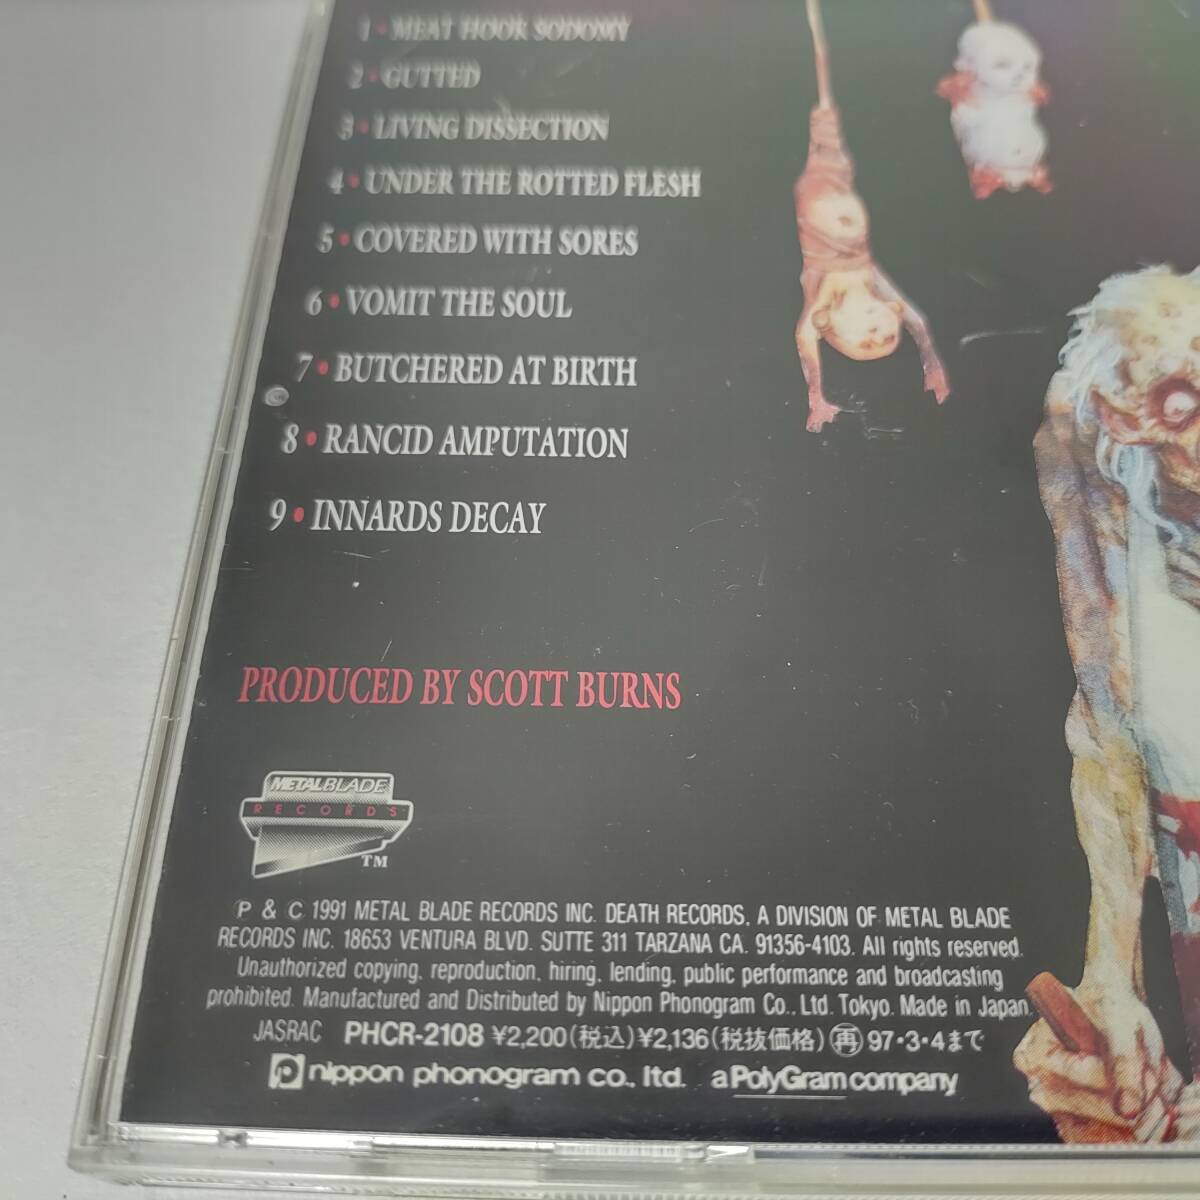 1 • MEAT HOOK SODOMY
2 • GUTTED
3 • LIVING DISSECTION
4 • UNDER THE ROTTED FLESH
5 • COVERED WITH SORES
6 • VOMIT THE SOUL
7 • BUTCHERED AT BIRTH
8 • RANCID AMPUTATION
9 • INNARDS DECAY
PRODUCED BY SCOTT BURNS
METALBLADE
RECORDS
TM
Ⓟ & © 1991 METAL BLADE RECORDS INC. DEATH RECORDS, A DIVISION OF METAL BLADE
RECORDS INC. 18653 VENTURA BLVD. SUTTE 311 TARZANA CA. 91356-4103. All rights reserved.
Unauthorized copying, reproduction, hiring, lending, public performance and broadcasting
prohibited. Manufactured and Distributed by Nippon Phonogram Co., Ltd. Tokyo. Made in Japan.
JASRAC PHCR-2108 ¥2,200(税込)¥2,136(税抜価格)㊢97・3・4まで
nippon phonogram co., ltd. a PolyGram company